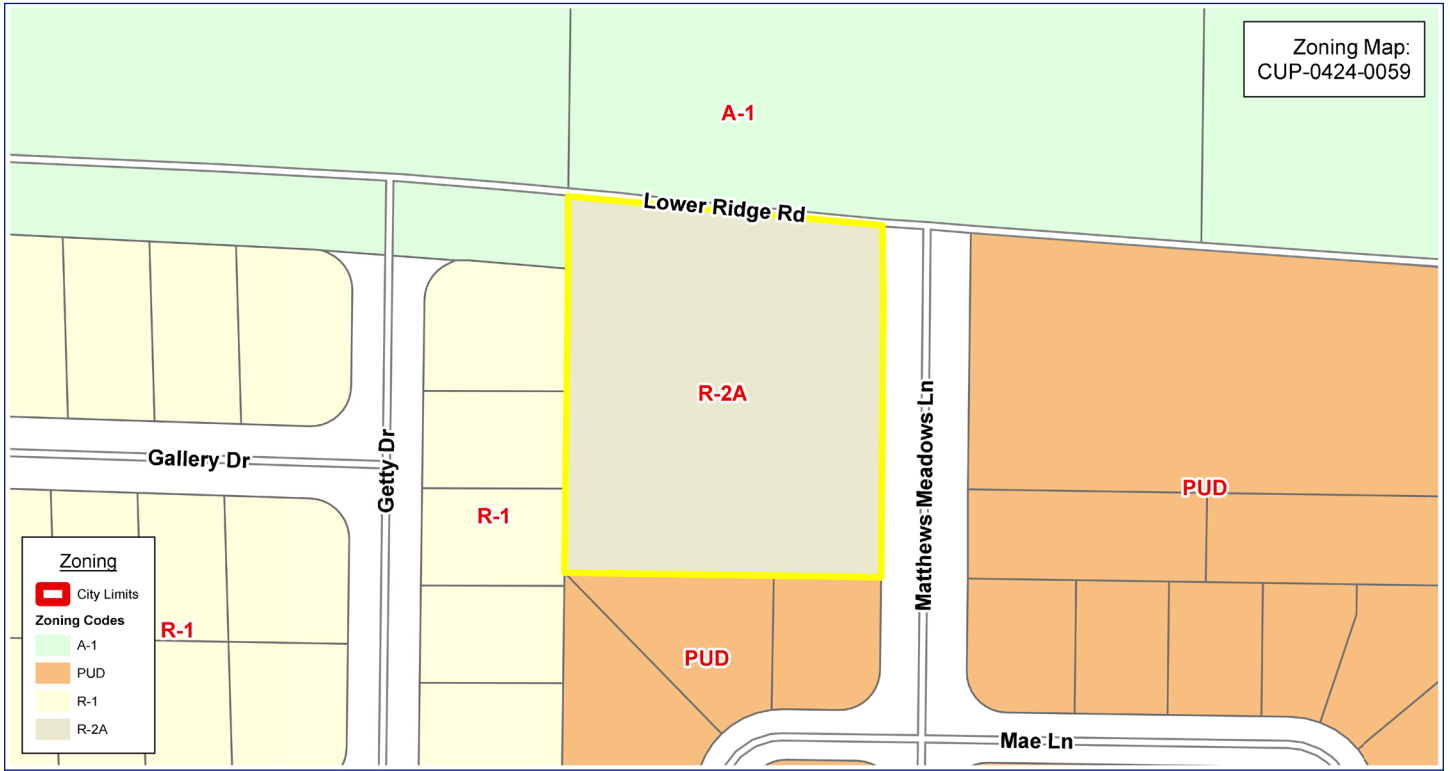 Zoning Map:
CUP-0424-0059
A-1
Lower Ridge Rd
R-2A
Gallery Dr
Getty Dr
R-1
Matthews Meadows Ln
PUD
PUD
R-1
Mae Ln
Zoning
City Limits
Zoning Codes
A-1
PUD
R-1
R-2A